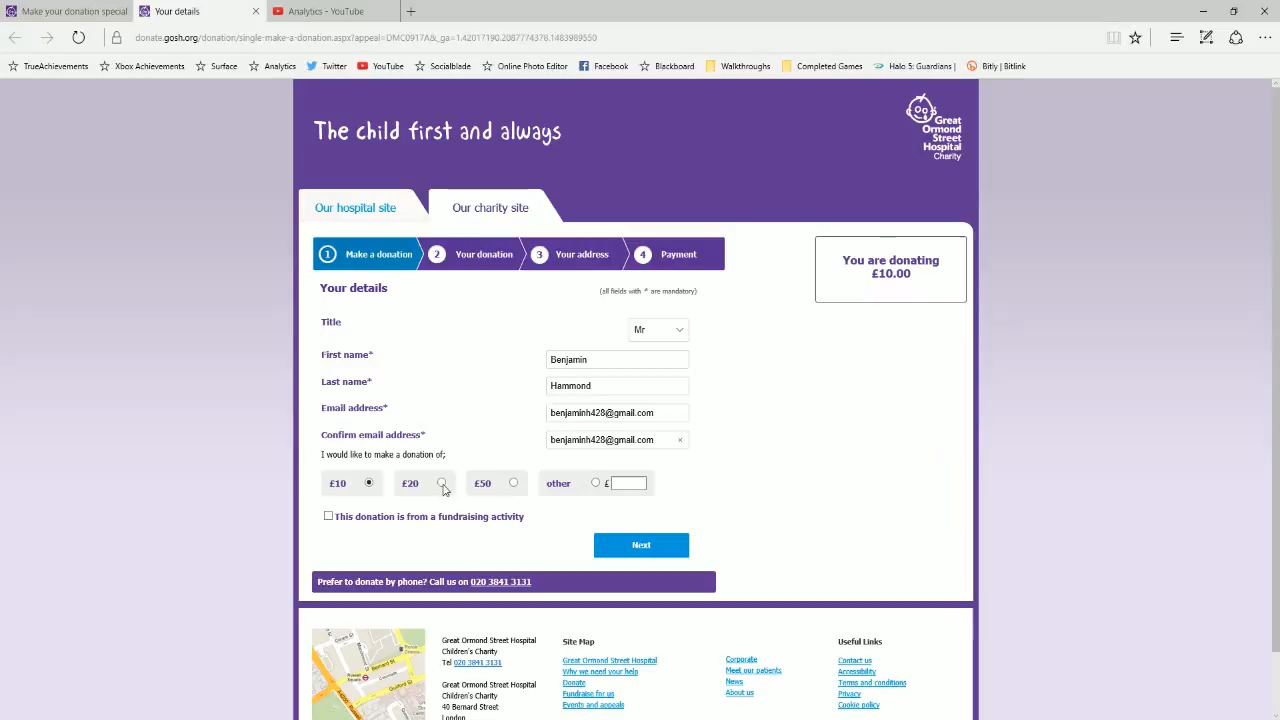 Make your donation special
Your details
Your Achievements
donate.gosh.org/donation/single-make-a-donation.aspx?appeal=DMC0917A&_ga=1.42017190.2087774378.1483989550
TrueAchievements
Xbox Achievements
Surface
Analytics
Twitter
YouTube
Socialblade
Online Photo Editor
Facebook
Blackboard
Walkthroughs
Completed Games
Halo 5: Guardians |
Bitly | Bitlink
The child first and always
Great
Ormond
Street
Hospital
Charity
Our hospital site
Our charity site
1 Make a donation
2 Your donation
3 Your address
4 Payment
You are donating
£10.00
Your details
(all fields with * are mandatory)
Title
Mr
First name*
Benjamin
Last name*
Hammond
Email address*
benjaminh428@gmail.com
Confirm email address*
benjaminh428@gmail.com
I would like to make a donation of;
£10
£20
£50
other
£
This donation is from a fundraising activity
Next
Prefer to donate by phone? Call us on 020 3841 3131
Great Ormond Street Hospital
Children's Charity
Tel 020 3841 3131
Great Ormond Street Hospital
Children's Charity
40 Bernard Street
London
Site Map
Great Ormond Street Hospital
Why we need your help
Donate
Fundraise for us
Events and appeals
Corporate
Meet our patients
News
About us
Useful Links
Contact us
Accessibility
Terms and conditions
Privacy
Cookie policy